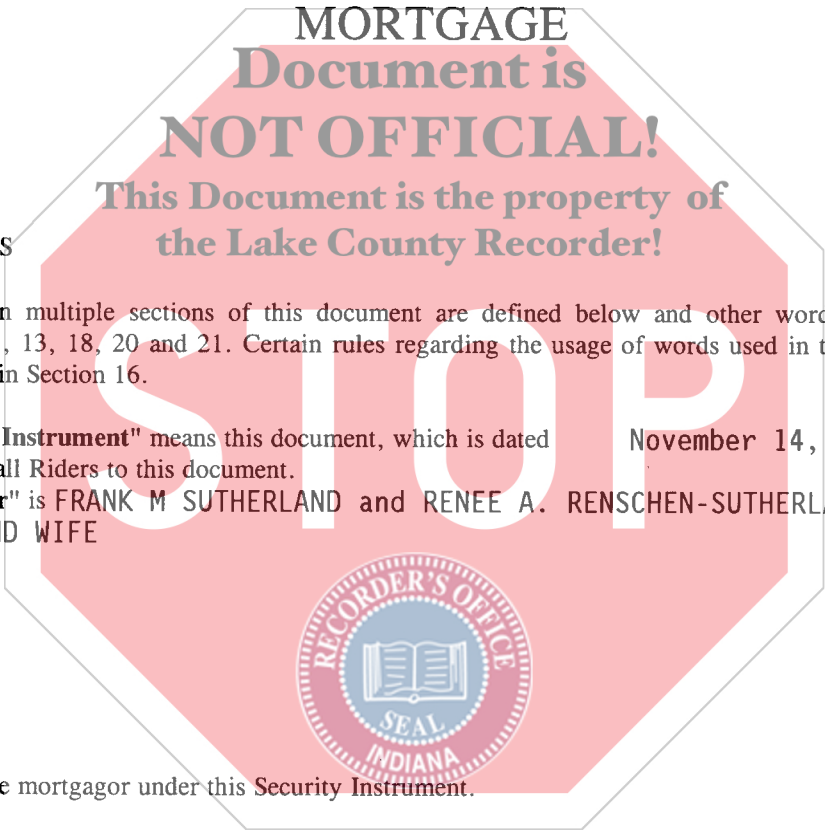 MORTGAGE
Document is
NOT OFFICIAL!
This Document is the property of
the Lake County Recorder!
S
n multiple sections of this document are defined below and other word
, 13, 18, 20 and 21. Certain rules regarding the usage of words used in t
in Section 16.
STOP
Instrument" means this document, which is dated November 14,
all Riders to this document.
r" is FRANK M SUTHERLAND and RENEE A. RENSCHEN-SUTHERLA
D WIFE
RECORDER'S OFFICE
SEAL
INDIANA
e mortgagor under this Security Instrument.